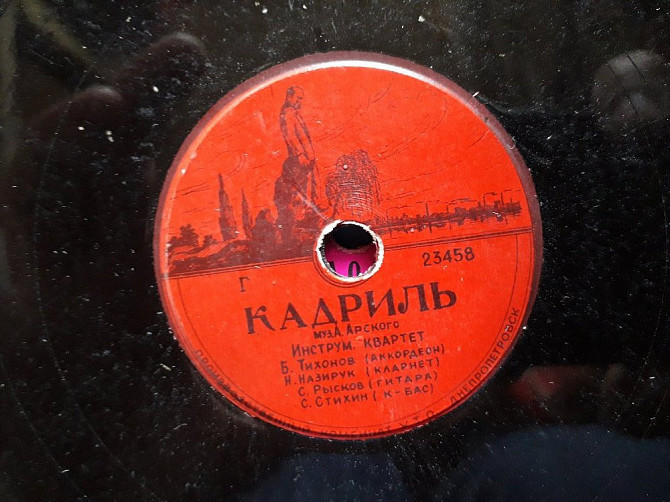 Г 23458
КАДРИЛЬ
муз.А.Арского
Инструм. КВАРТЕТ
Б. Тихонов (аккордеон)
Н. Назирук (кларнет)
С. Рысков (гитара)
С. Стихин (к-бас)
У.Т.О. ДНЕПРОПЕТРОВСК